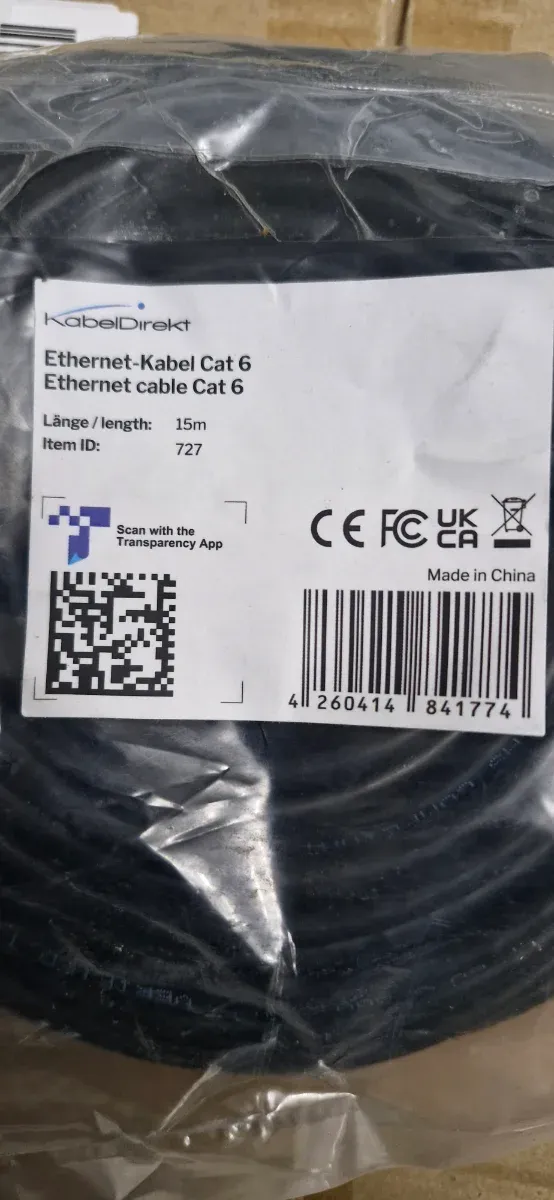 KabelDirekt
Ethernet-Kabel Cat 6
Ethernet cable Cat 6
Länge / length: 15m
Item ID: 727
Scan with the
Transparency App
CE FC UK
CA
Made in China
4 260414 841774